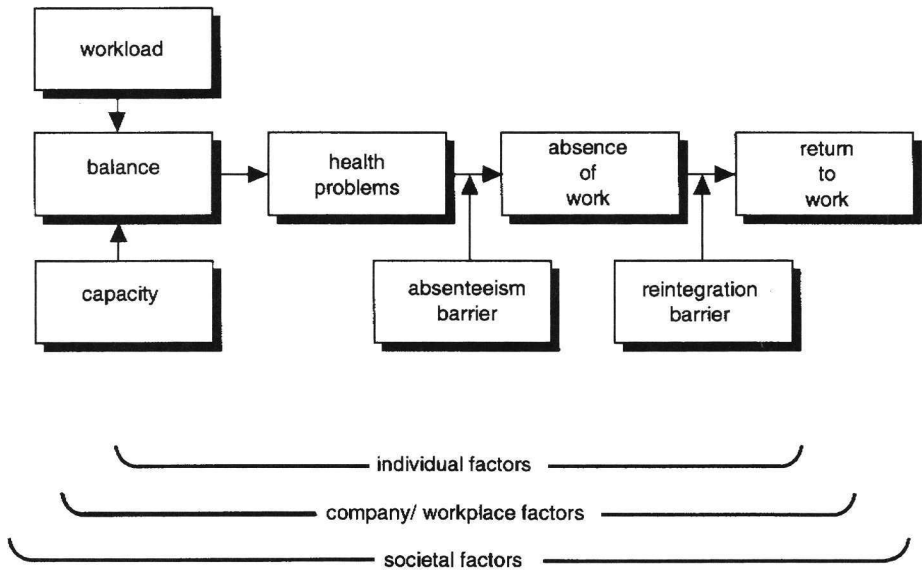 workload
balance
health
problems
absence
of
work
return
to
work
capacity
absenteeism
barrier
reintegration
barrier
individual factors
company/ workplace factors
societal factors